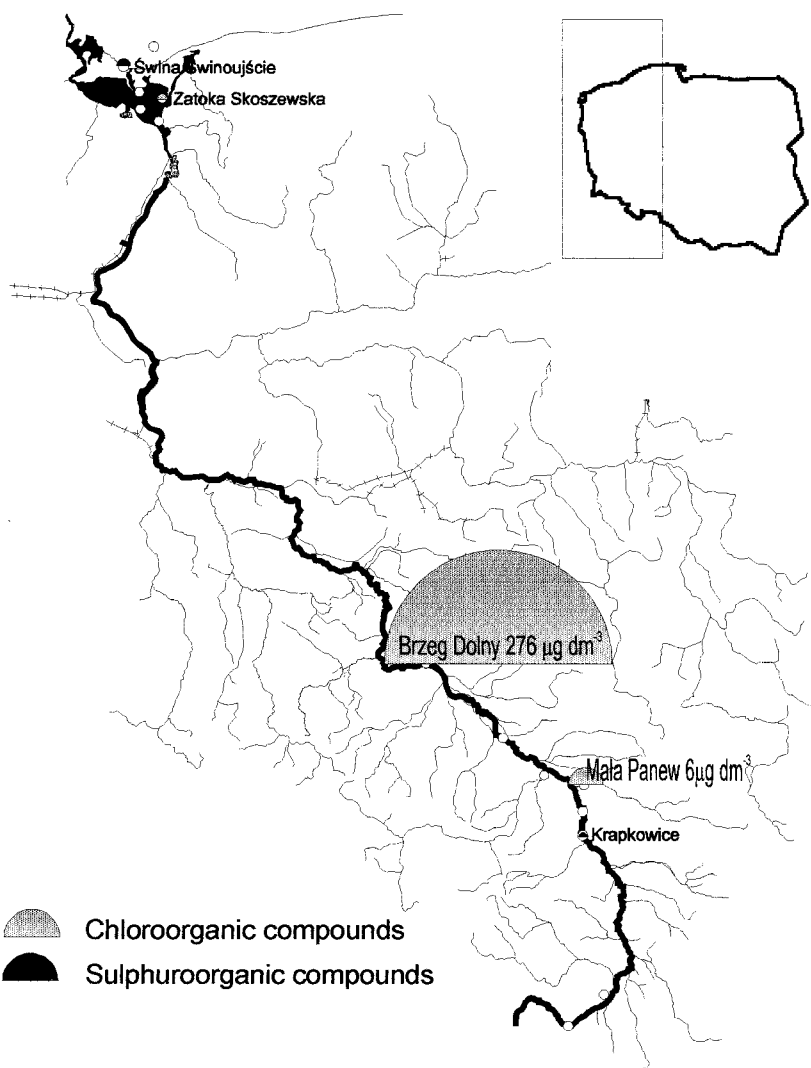 Świna Świnoujście
Zatoka Skoszewska
Brzeg Dolny 276 µg dm⁻³
Mała Panew 6µg dm⁻³
Krapkowice
Chloroorganic compounds
Sulphuroorganic compounds